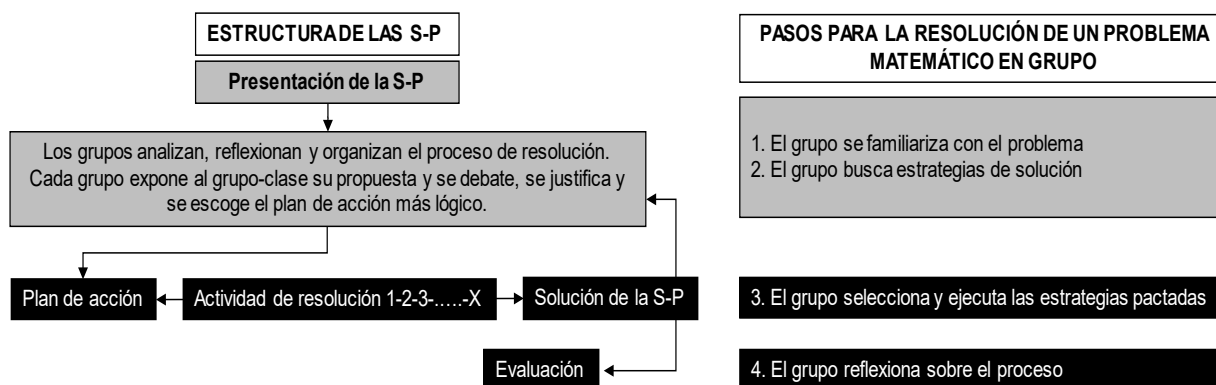 ESTRUCTURA DE LAS S-P
Presentación de la S-P
Los grupos analizan, reflexionan y organizan el proceso de resolución.
Cada grupo expone al grupo-clase su propuesta y se debate, se justifica y
se escoge el plan de acción más lógico.
Plan de acción
Actividad de resolución 1-2-3-.....-X
Solución de la S-P
Evaluación
PASOS PARA LA RESOLUCIÓN DE UN PROBLEMA
MATEMÁTICO EN GRUPO
1. El grupo se familiariza con el problema
2. El grupo busca estrategias de solución
3. El grupo selecciona y ejecuta las estrategias pactadas
4. El grupo reflexiona sobre el proceso